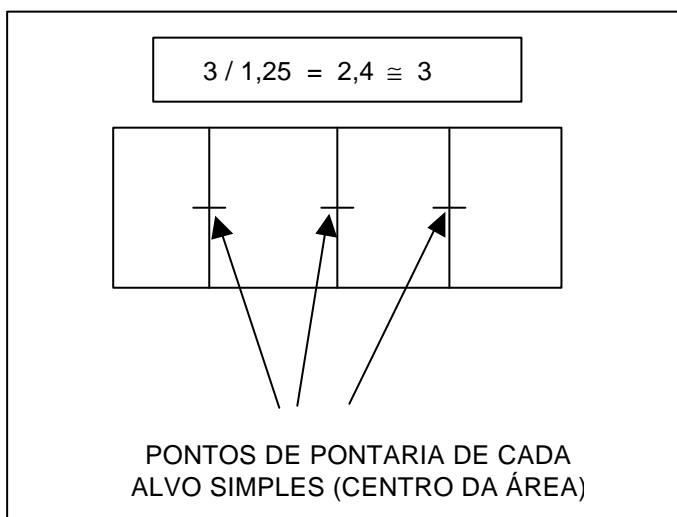 3 / 1,25 = 2,4 ≅ 3
PONTOS DE PONTARIA DE CADA
ALVO SIMPLES (CENTRO DA ÁREA)